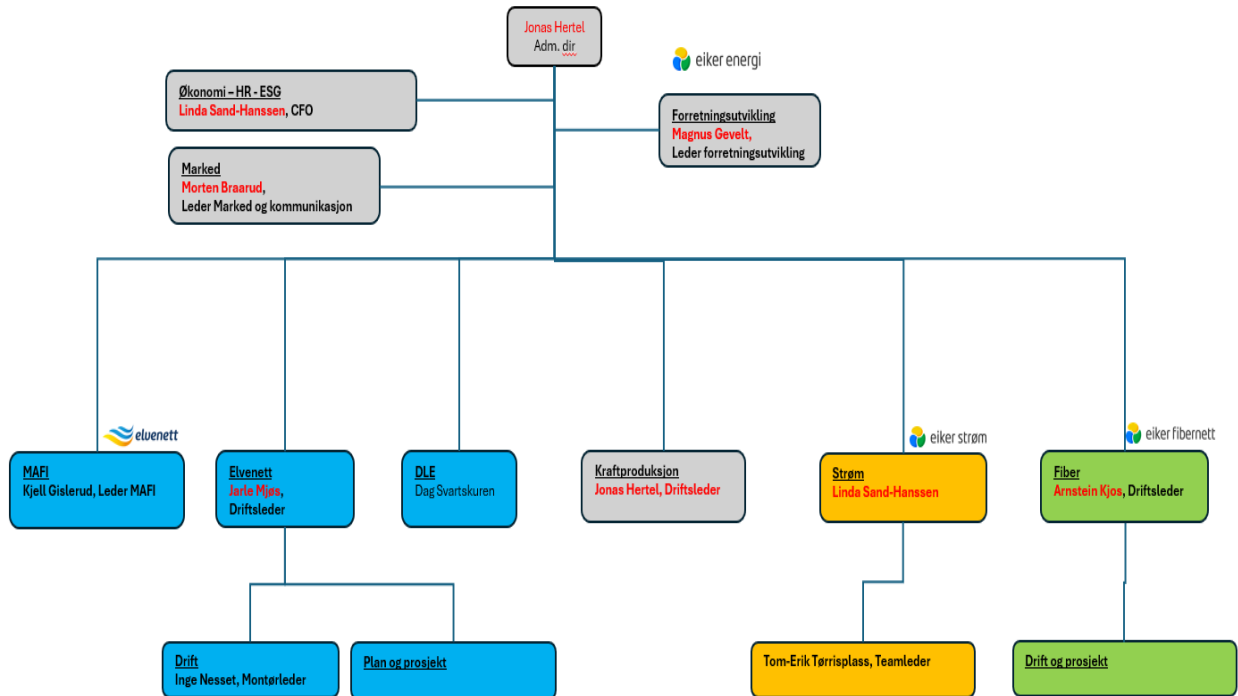 Jonas Hertel
Adm. dir
eiker energi
Økonomi – HR - ESG
Linda Sand-Hanssen, CFO
Forretningsutvikling
Magnus Gevelt,
Leder forretningsutvikling
Marked
Morten Braarud,
Leder Marked og kommunikasjon
elvenett
eiker strøm
eiker fibernett
MAFI
Kjell Gislerud, Leder MAFI
Elvenett
Jarle Mjøs,
Driftsleder
DLE
Dag Svartskuren
Kraftproduksjon
Jonas Hertel, Driftsleder
Strøm
Linda Sand-Hanssen
Fiber
Arnstein Kjos, Driftsleder
Drift
Inge Nesset, Montørleder
Plan og prosjekt
Tom-Erik Tørrisplass, Teamleder
Drift og prosjekt